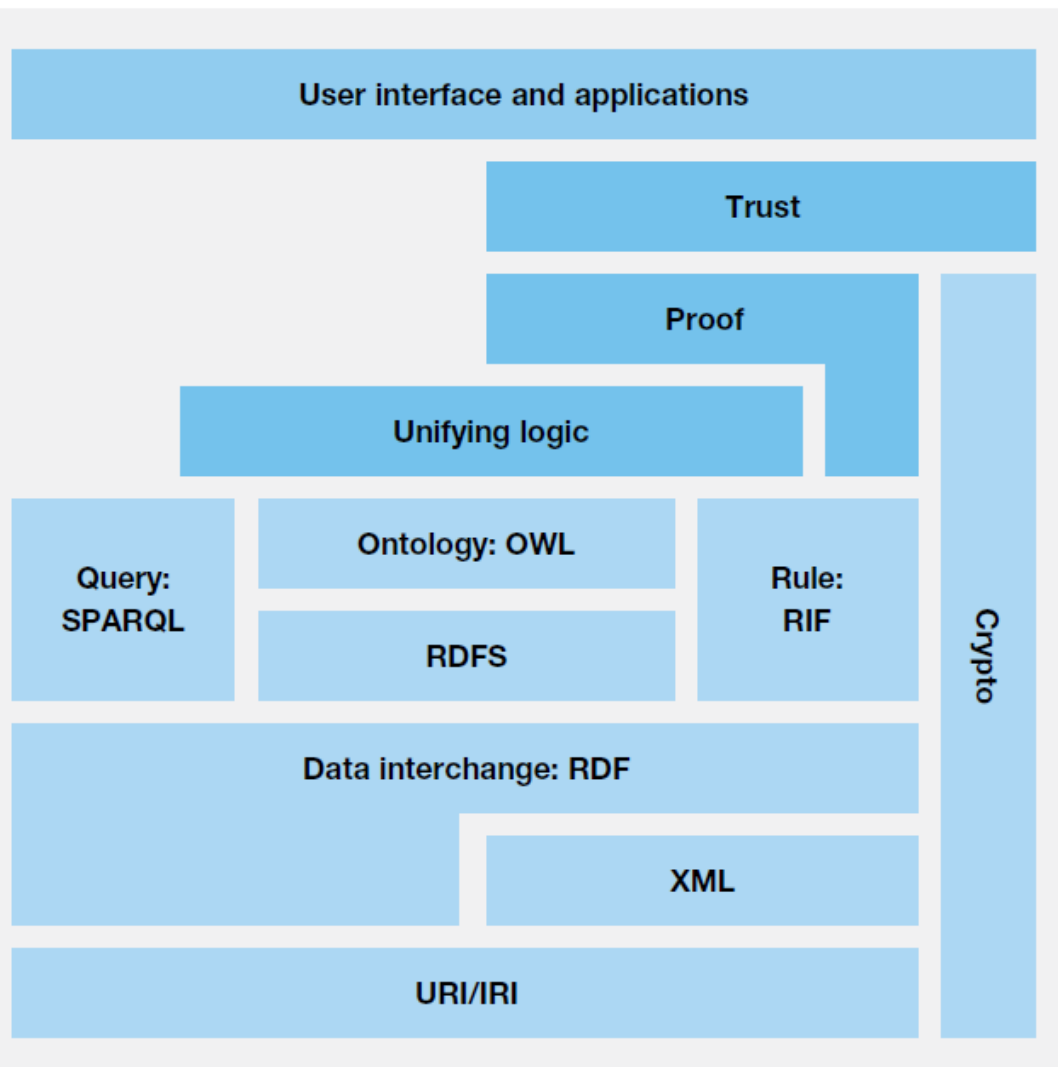 User interface and applications
Trust
Proof
Unifying logic
Query:
SPARQL
Ontology: OWL
RDFS
Rule:
RIF
Crypto
Data interchange: RDF
XML
URI/IRI